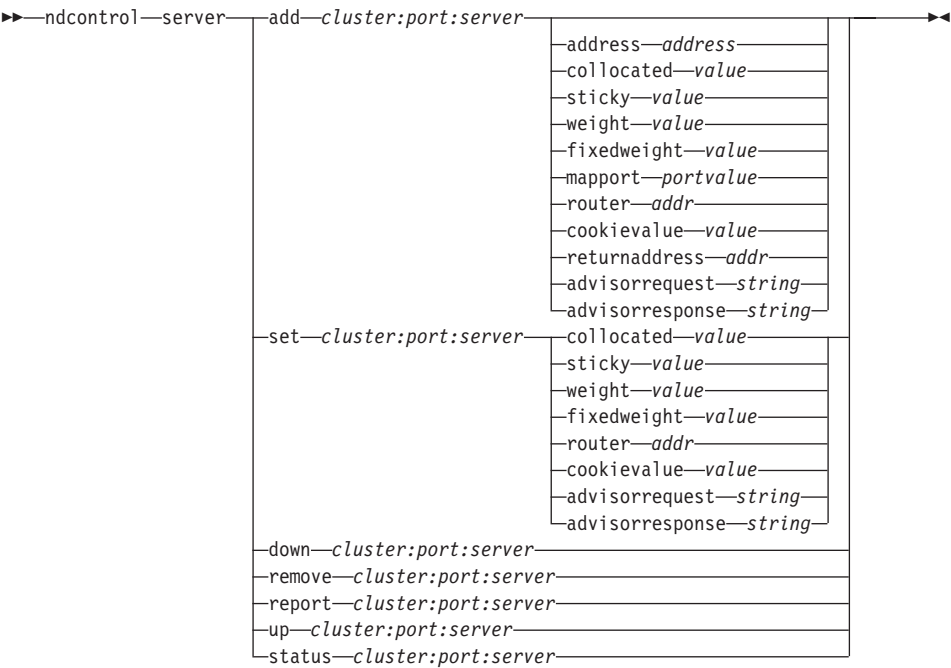 ndcontrol server add cluster:port:server
address address
collocated value
sticky value
weight value
fixedweight value
mapport portvalue
router addr
cookievalue value
returnaddress addr
advisorrequest string
advisorresponse string
set cluster:port:server collocated value
sticky value
weight value
fixedweight value
router addr
cookievalue value
advisorrequest string
advisorresponse string
down cluster:port:server
remove cluster:port:server
report cluster:port:server
up cluster:port:server
status cluster:port:server